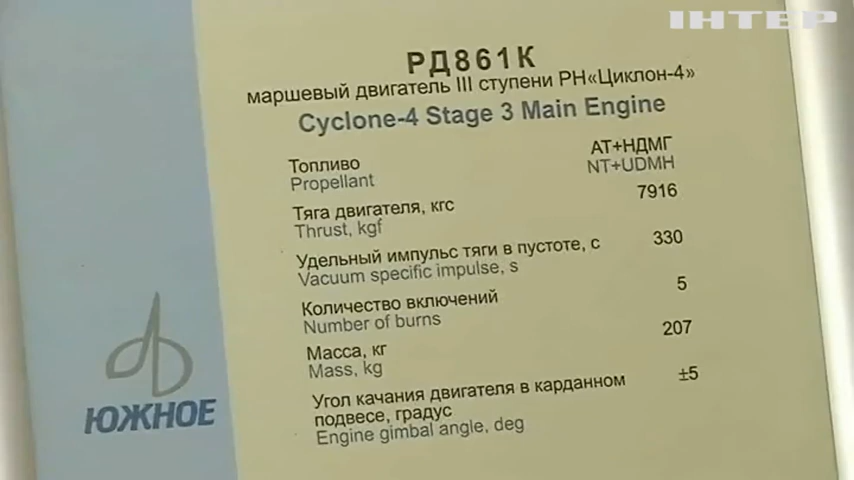 ІНТЕР
РД861К
маршевый двигатель III ступени РН«Циклон-4»
Cyclone-4 Stage 3 Main Engine
Топливо АТ+НДМГ
Propellant NT+UDMH
Тяга двигателя, кгс 7916
Thrust, kgf
Удельный импульс тяги в пустоте, с 330
Vacuum specific impulse, s
Количество включений 5
Number of burns
Масса, кг 207
Mass, kg
Угол качания двигателя в карданном ±5
подвесе, градус
Engine gimbal angle, deg
ЮЖНОЕ